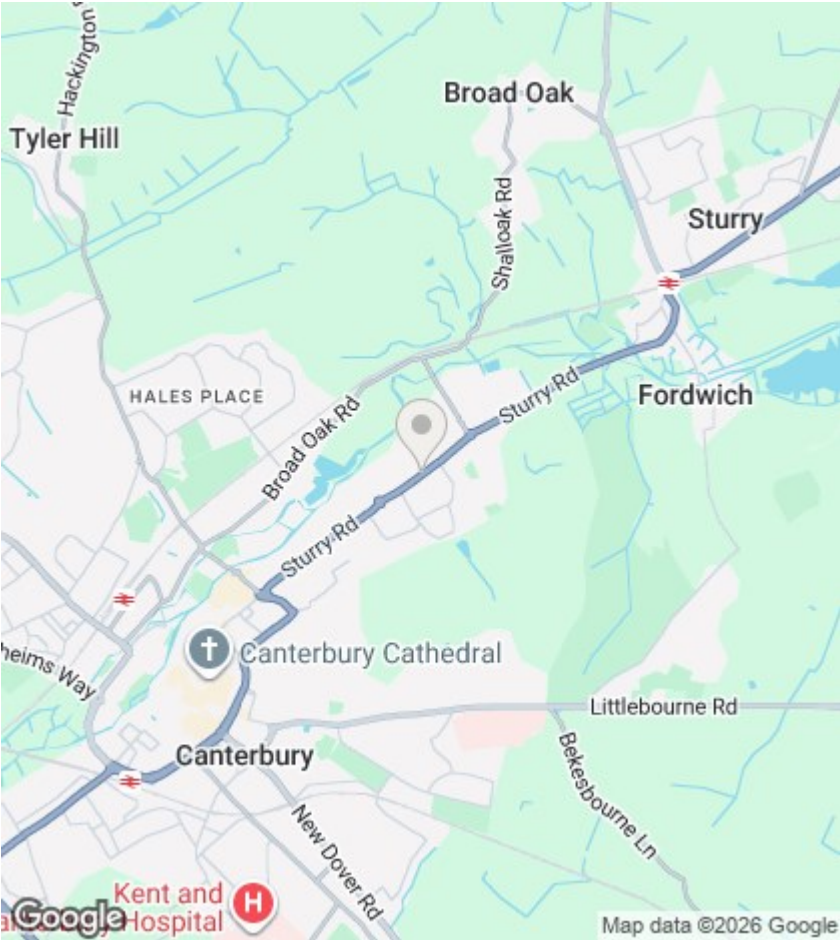 Hackington
Broad Oak
Tyler Hill
Shalloak Rd
Sturry
HALES PLACE
Broad Oak Rd
Sturry Rd
Fordwich
Sturry Rd
heims Way
Canterbury Cathedral
Littlebourne Rd
Canterbury
Bekesbourne Ln
New Dover Rd
Kent and
Hospital
H
Google
Map data ©2026 Google